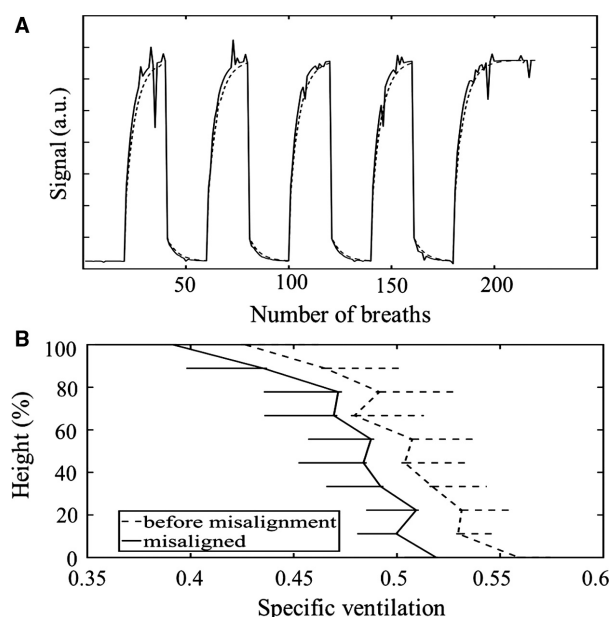 A
Signal (a.u.)
50
100
150
200
Number of breaths
B
Height (%)
100
80
60
40
20
0
before misalignment
misaligned
0.35
0.4
0.45
0.5
0.55
0.6
Specific ventilation